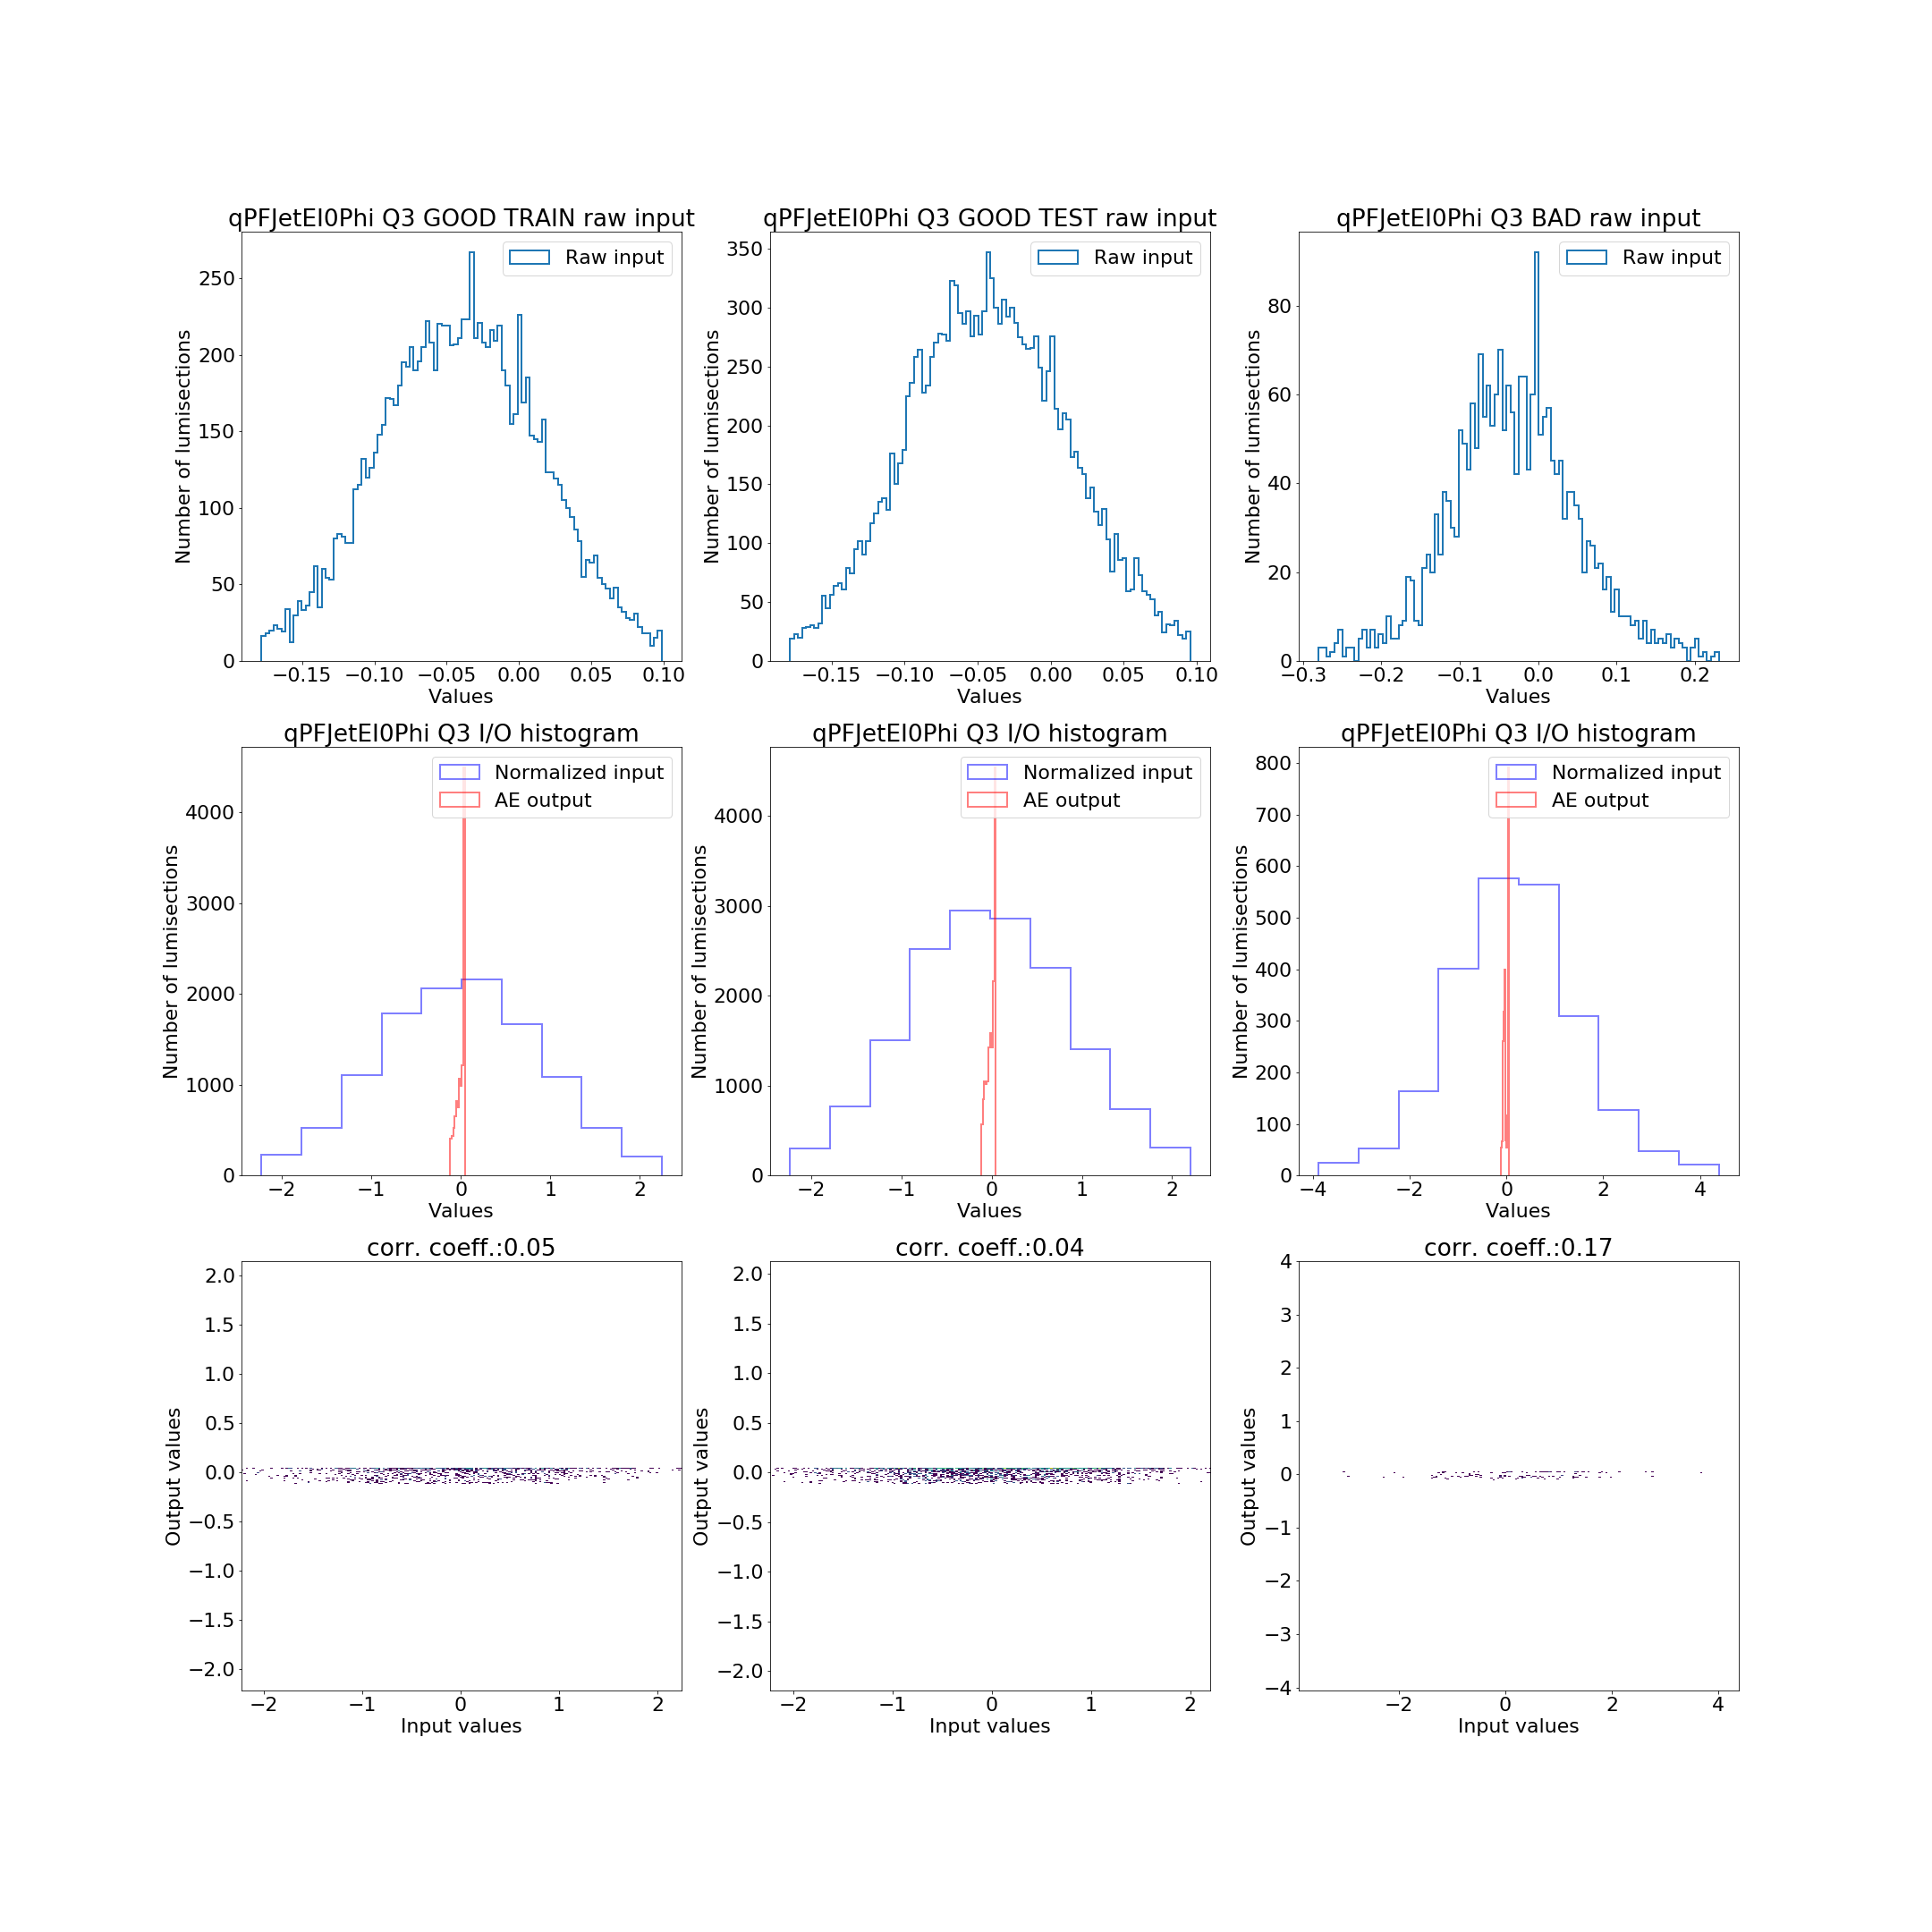 qPFJetEI0Phi Q3 GOOD TRAIN raw input
qPFJetEI0Phi Q3 GOOD TEST raw input
qPFJetEI0Phi Q3 BAD raw input
Raw input
Raw input
Raw input
Number of lumisections
250
200
150
100
50
0
−0.15 −0.10 −0.05 0.00 0.05 0.10
Values
Number of lumisections
350
300
250
200
150
100
50
0
−0.15 −0.10 −0.05 0.00 0.05 0.10
Values
Number of lumisections
80
60
40
20
0
−0.3 −0.2 −0.1 0.0 0.1 0.2
Values
qPFJetEI0Phi Q3 I/O histogram
Normalized input
AE output
Number of lumisections
4000
3000
2000
1000
0
−2 −1 0 1 2
Values
qPFJetEI0Phi Q3 I/O histogram
Normalized input
AE output
Number of lumisections
4000
3000
2000
1000
0
−2 −1 0 1 2
Values
qPFJetEI0Phi Q3 I/O histogram
Normalized input
AE output
Number of lumisections
800
700
600
500
400
300
200
100
0
−4 −2 0 2 4
Values
corr. coeff.:0.05
Output values
2.0
1.5
1.0
0.5
0.0
−0.5
−1.0
−1.5
−2.0
−2 −1 0 1 2
Input values
corr. coeff.:0.04
Output values
2.0
1.5
1.0
0.5
0.0
−0.5
−1.0
−1.5
−2.0
−2 −1 0 1 2
Input values
corr. coeff.:0.17
Output values
4
3
2
1
0
−1
−2
−3
−4
−2 0 2 4
Input values